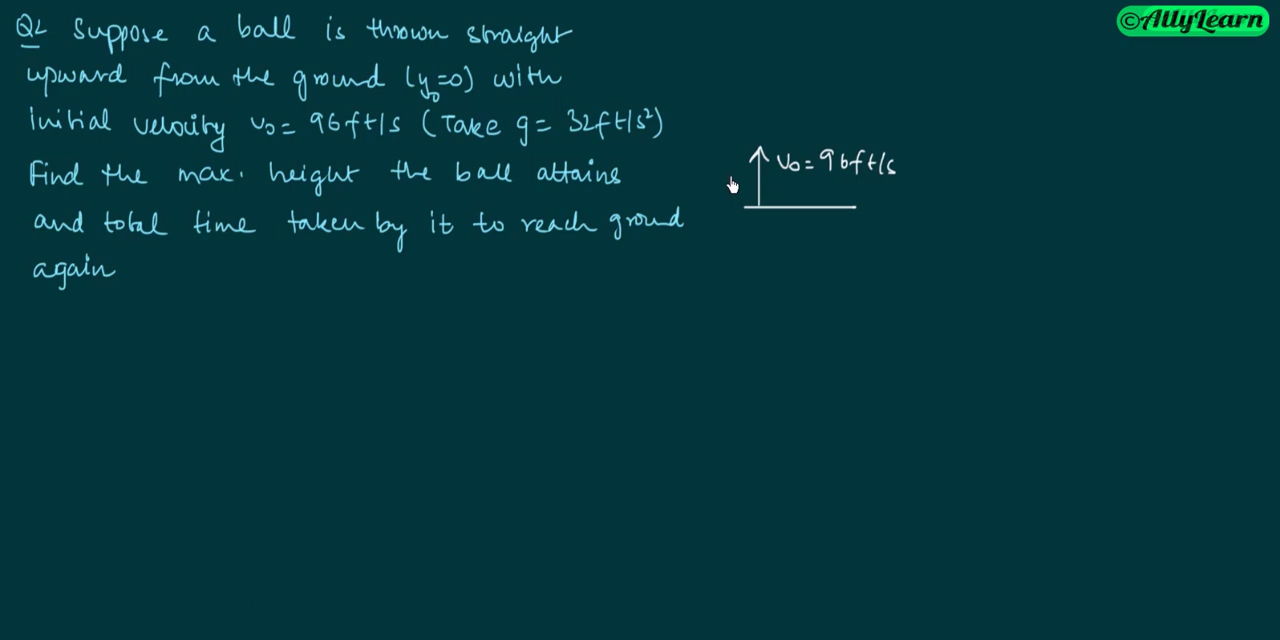 ©AllyLearn
Q2 Suppose a ball is thrown straight
upward from the ground (y₀=0) with
initial velocity v₀= 96ft/s (Take g= 32ft/s²)
Find the max. height the ball attains
and total time taken by it to reach ground
again
v₀=96ft/s